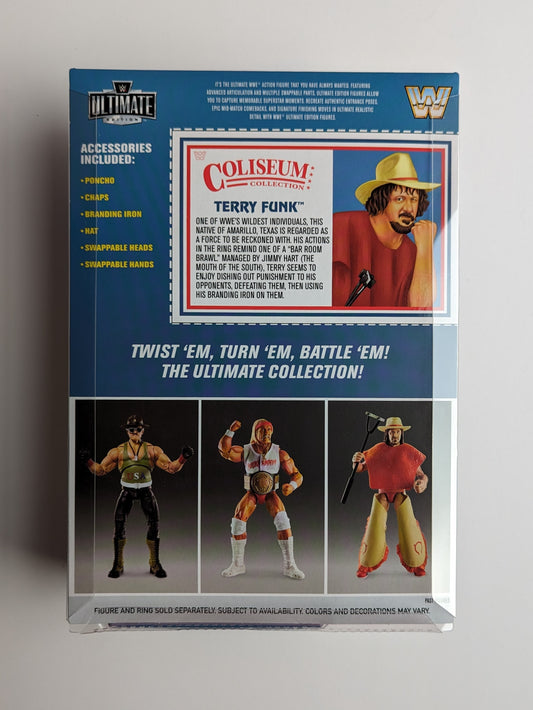 W
ULTIMATE
EDITION
IT'S THE ULTIMATE WWE® ACTION FIGURE THAT YOU HAVE ALWAYS WANTED. FEATURING
ADVANCED ARTICULATION AND MULTIPLE SWAPPABLE PARTS, ULTIMATE EDITION FIGURES ALLOW
YOU TO CAPTURE MEMORABLE SUPERSTAR MOMENTS. RECREATE AUTHENTIC ENTRANCE POSES,
EPIC MID-MATCH COMEBACKS, AND SIGNATURE FINISHING MOVES IN ULTIMATE REALISTIC
DETAIL WITH WWE® ULTIMATE EDITION FIGURES.
ACCESSORIES
INCLUDED:
• PONCHO
• CHAPS
• BRANDING IRON
• HAT
• SWAPPABLE HEADS
• SWAPPABLE HANDS
COLISEUM
COLLECTION
TERRY FUNK™
ONE OF WWE'S WILDEST INDIVIDUALS, THIS
NATIVE OF AMARILLO, TEXAS IS REGARDED AS
A FORCE TO BE RECKONED WITH. HIS ACTIONS
IN THE RING REMIND ONE OF A "BAR ROOM
BRAWL." MANAGED BY JIMMY HART (THE
MOUTH OF THE SOUTH), TERRY SEEMS TO
ENJOY DISHING OUT PUNISHMENT TO HIS
OPPONENTS, DEFEATING THEM, THEN USING
HIS BRANDING IRON ON THEM.
TWIST 'EM, TURN 'EM, BATTLE 'EM!
THE ULTIMATE COLLECTION!
S
FIGURE AND RING SOLD SEPARATELY, SUBJECT TO AVAILABILITY. COLORS AND DECORATIONS MAY VARY.